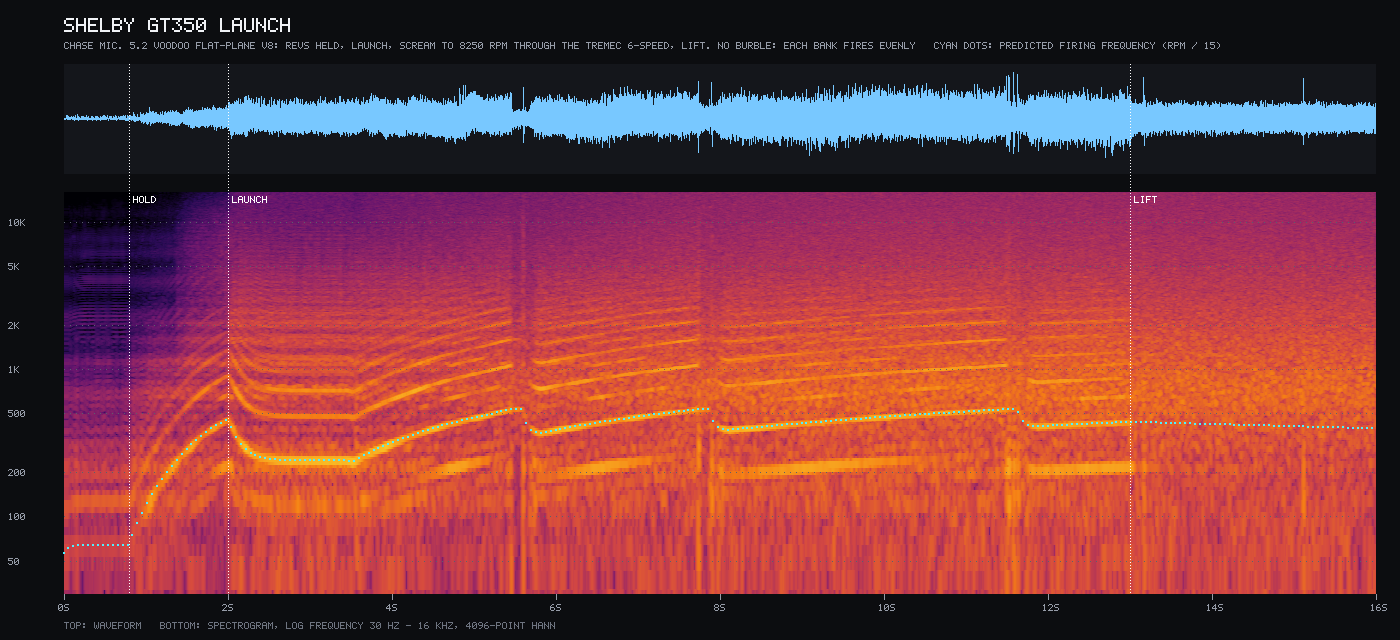 SHELBY GT350 LAUNCH
CHASE MIC. 5.2 VOODOO FLAT-PLANE V8: REVS HELD, LAUNCH, SCREAM TO 8250 RPM THROUGH THE TREMEC 6-SPEED, LIFT. NO BURBLE: EACH BANK FIRES EVENLY   CYAN DOTS: PREDICTED FIRING FREQUENCY (RPM / 15)
HOLD LAUNCH LIFT
10K
5K
2K
1K
500
200
100
50
0S 2S 4S 6S 8S 10S 12S 14S 16S
TOP: WAVEFORM   BOTTOM: SPECTROGRAM, LOG FREQUENCY 30 HZ - 16 KHZ, 4096-POINT HANN